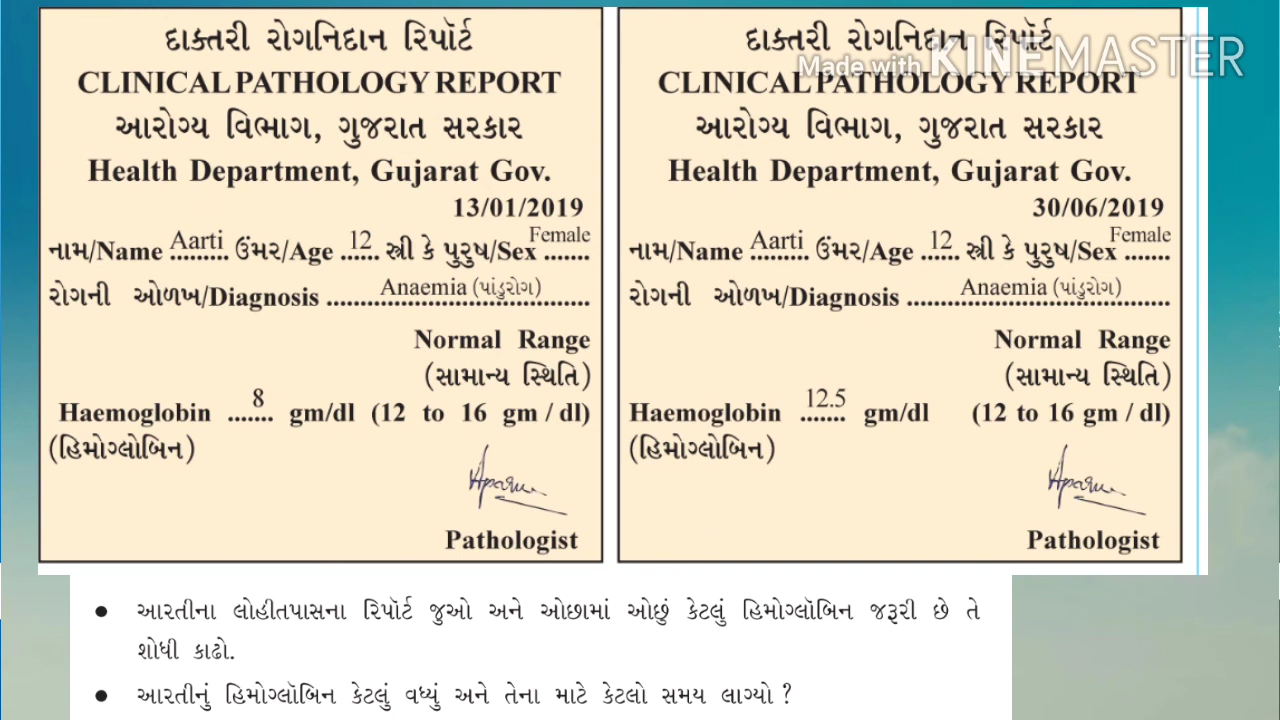 દાક્તરી રોગનિદાન રિપૉર્ટ
CLINICAL PATHOLOGY REPORT
આરોગ્ય વિભાગ, ગુજરાત સરકાર
Health Department, Gujarat Gov.
13/01/2019
નામ/Name Aarti ઉંમર/Age 12 સ્ત્રી કે પુરુષ/Sex Female
રોગની ઓળખ/Diagnosis Anaemia (પાંડુરોગ)
Normal Range
(સામાન્ય સ્થિતિ)
Haemoglobin 8 gm/dl (12 to 16 gm / dl)
(હિમોગ્લોબિન)
Pathologist
દાક્તરી રોગનિદાન રિપૉર્ટ
Made with KINEMASTER
CLINICAL PATHOLOGY REPORT
આરોગ્ય વિભાગ, ગુજરાત સરકાર
Health Department, Gujarat Gov.
30/06/2019
નામ/Name Aarti ઉંમર/Age 12 સ્ત્રી કે પુરુષ/Sex Female
રોગની ઓળખ/Diagnosis Anaemia (પાંડુરોગ)
Normal Range
(સામાન્ય સ્થિતિ)
Haemoglobin 12.5 gm/dl (12 to 16 gm / dl)
(હિમોગ્લોબિન)
Pathologist
● આરતીના લોહીતપાસના રિપૉર્ટ જુઓ અને ઓછામાં ઓછું કેટલું હિમોગ્લૉબિન જરૂરી છે તે
શોધી કાઢો.
● આરતીનું હિમોગ્લૉબિન કેટલું વધ્યું અને તેના માટે કેટલો સમય લાગ્યો ?